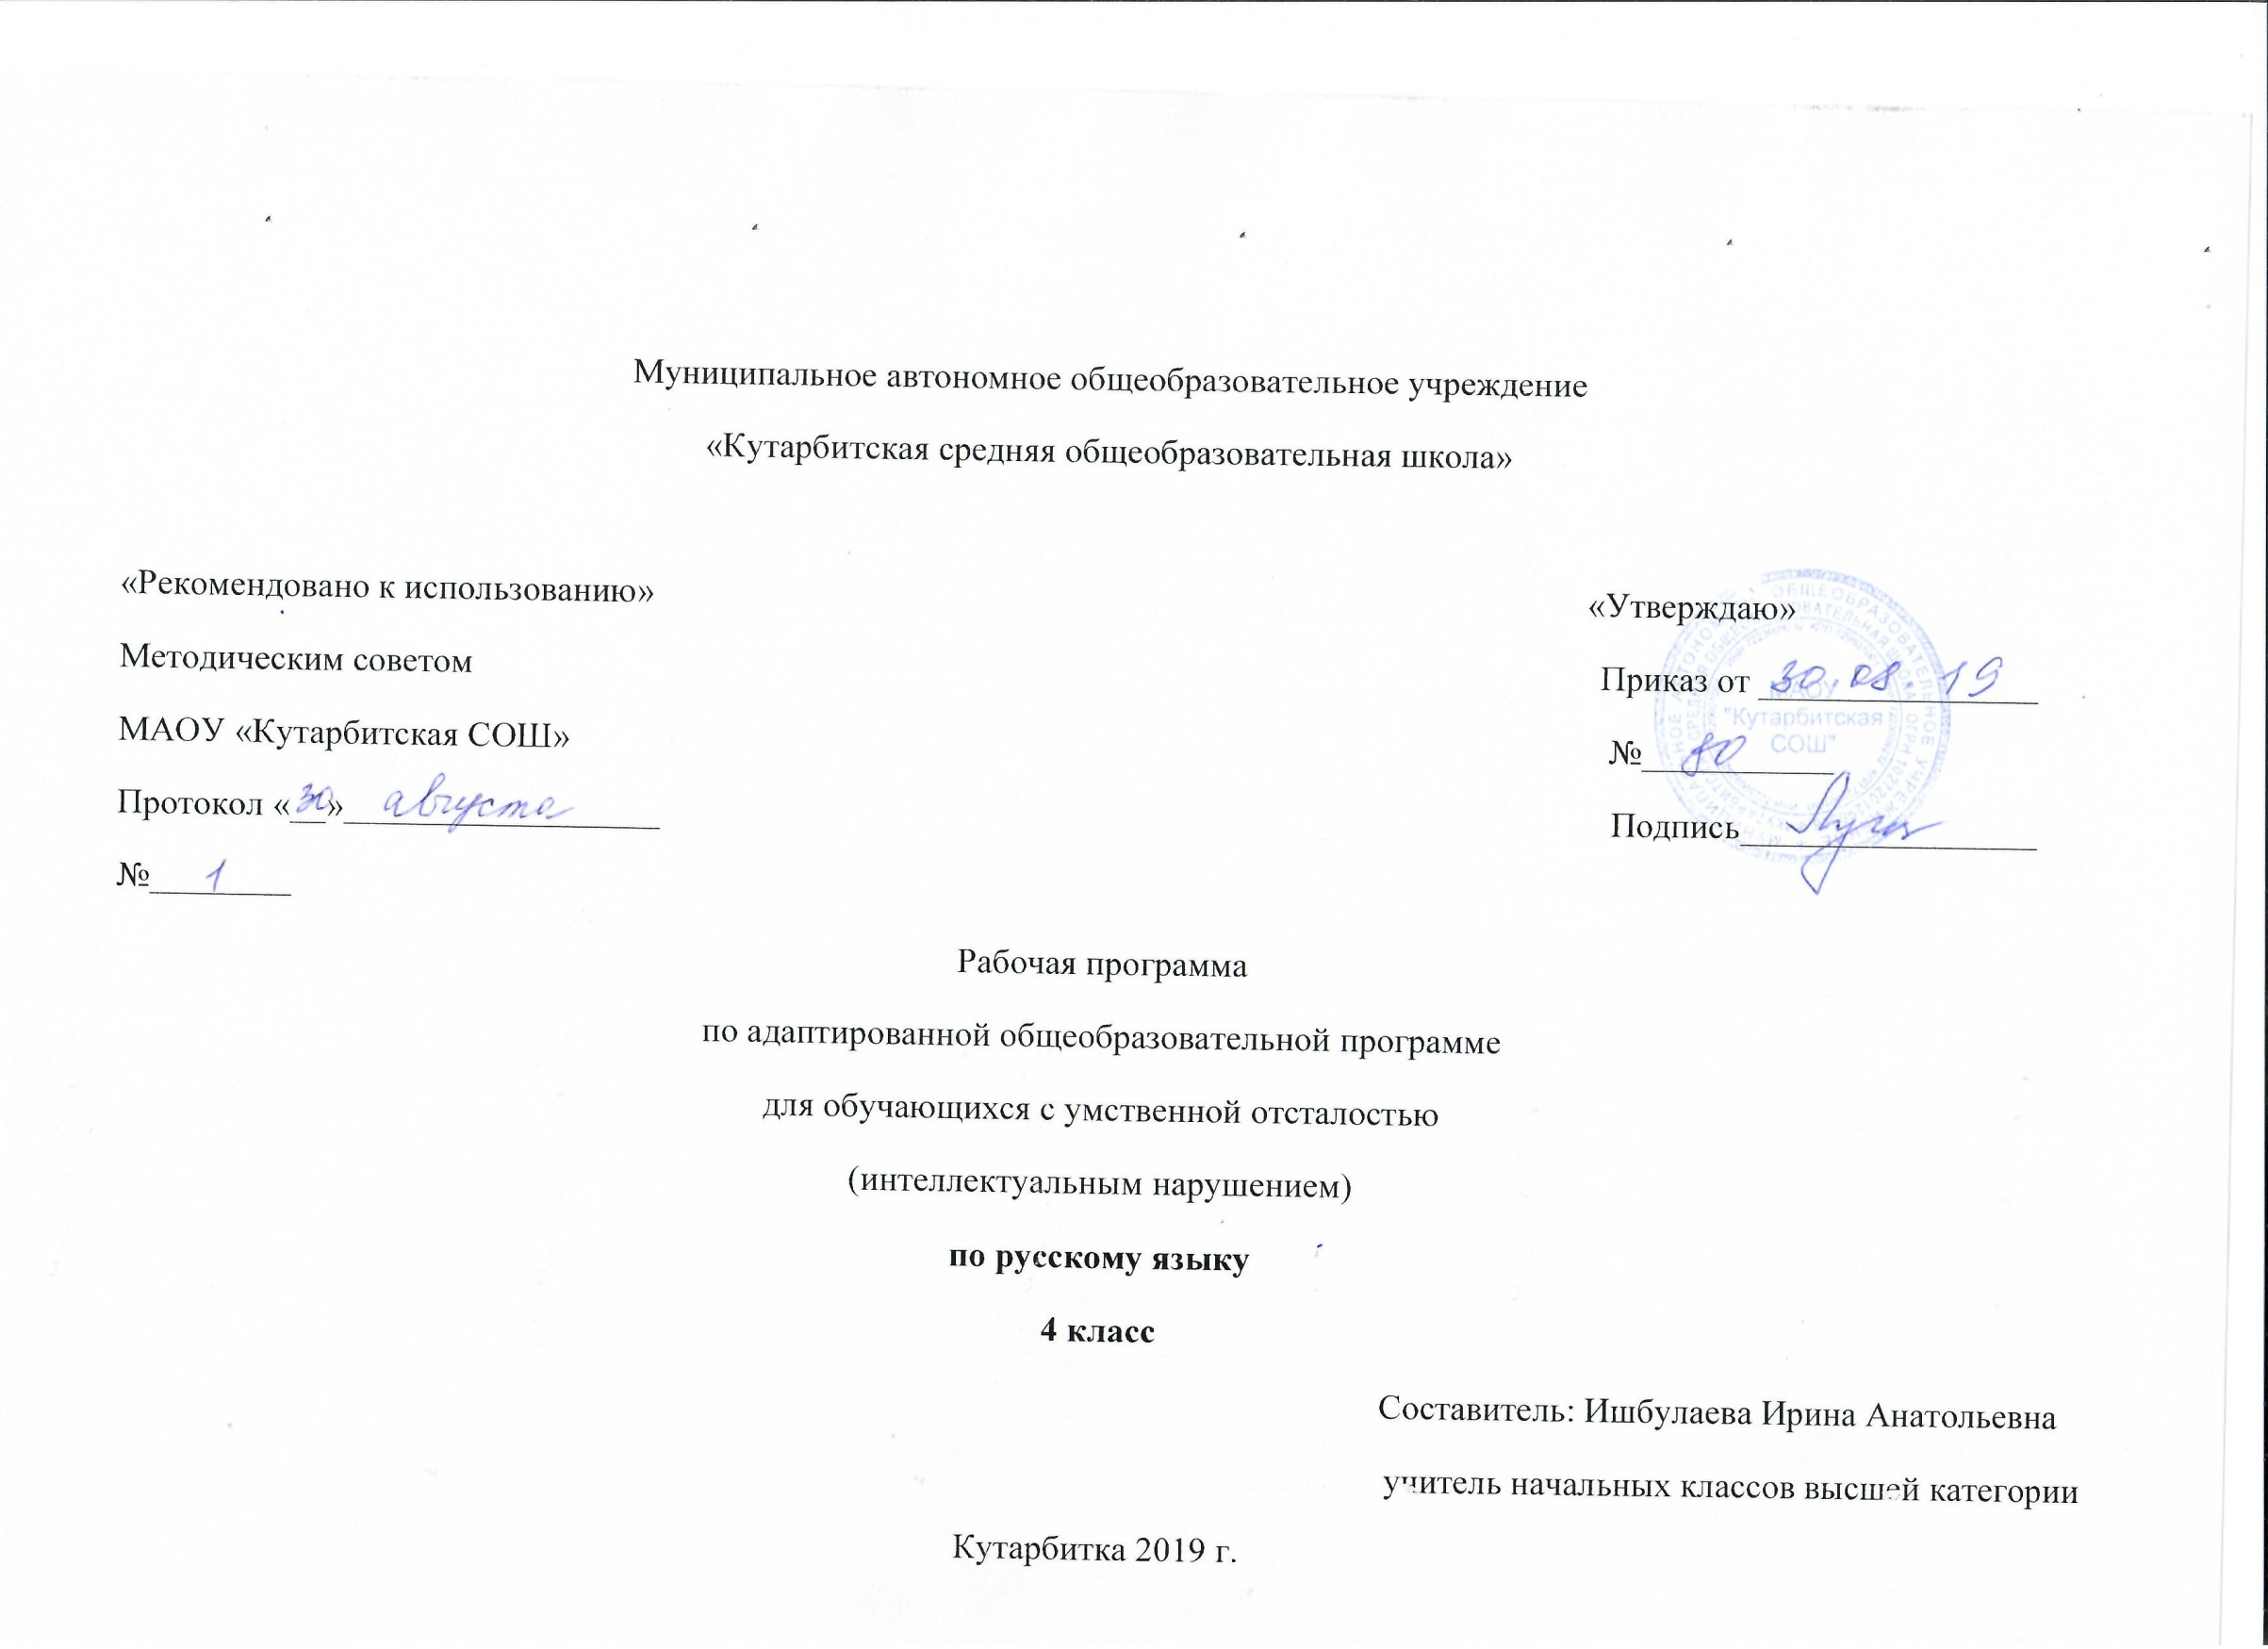 Муниципальное автономное общеобразовательное учреждение
«Кутарбитская средняя общеобразовательная школа»
«Рекомендовано к использованию»
Методическим советом
МАОУ «Кутарбитская СОШ»
Протокол «30» августа
№ 1
«Утверждаю»
Приказ от 30.08.19
№ 80
Подпись
МАОУ
"Кутарбитская
СОШ"
Рабочая программа
по адаптированной общеобразовательной программе
для обучающихся с умственной отсталостью
(интеллектуальным нарушением)
по русскому языку
4 класс
Составитель: Ишбулаева Ирина Анатольевна
учитель начальных классов высшей категории
Кутарбитка 2019 г.